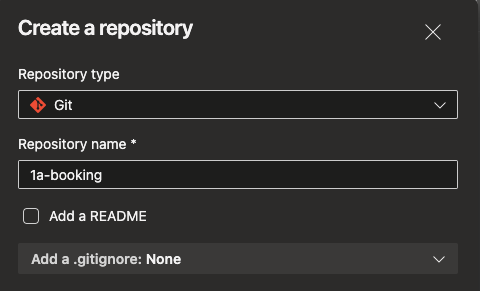 Create a repository
Repository type
Git
Repository name *
1a-booking
Add a README
Add a .gitignore: None